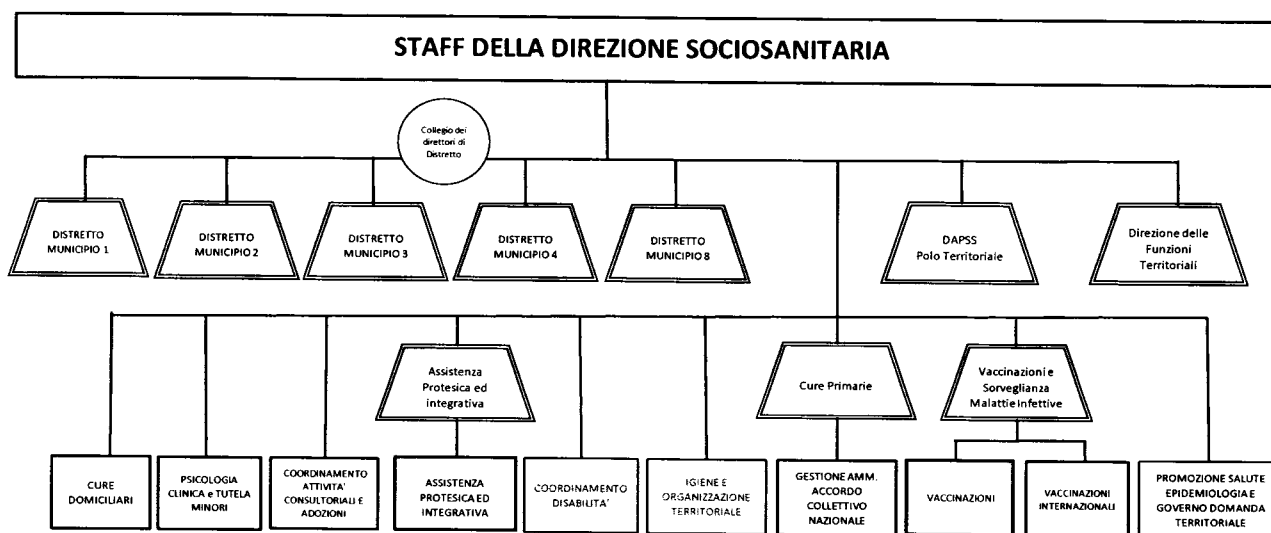 STAFF DELLA DIREZIONE SOCIOSANITARIA
Collegio dei
direttori di
Distretto
DISTRETTO
MUNICIPIO 1
DISTRETTO
MUNICIPIO 2
DISTRETTO
MUNICIPIO 3
DISTRETTO
MUNICIPIO 4
DISTRETTO
MUNICIPIO 8
DAPSS
Polo Territoriale
Direzione delle
Funzioni
Territoriali
Assistenza
Protesica ed
integrativa
Cure Primarie
Vaccinazioni e
Sorveglianza
Malattie Infettive
CURE
DOMICILIARI
PSICOLOGIA
CLINICA e TUTELA
MINORI
COORDINAMENTO
ATTIVITA'
CONSULTORIALI E
ADOZIONI
ASSISTENZA
PROTESICA ED
INTEGRATIVA
COORDINAMENTO
DISABILITA'
IGIENE E
ORGANIZZAZIONE
TERRITORIALE
GESTIONE AMM.
ACCORDO
COLLETTIVO
NAZIONALE
VACCINAZIONI
VACCINAZIONI
INTERNAZIONALI
PROMOZIONE SALUTE
EPIDEMIOLOGIA E
GOVERNO DOMANDA
TERRITORIALE